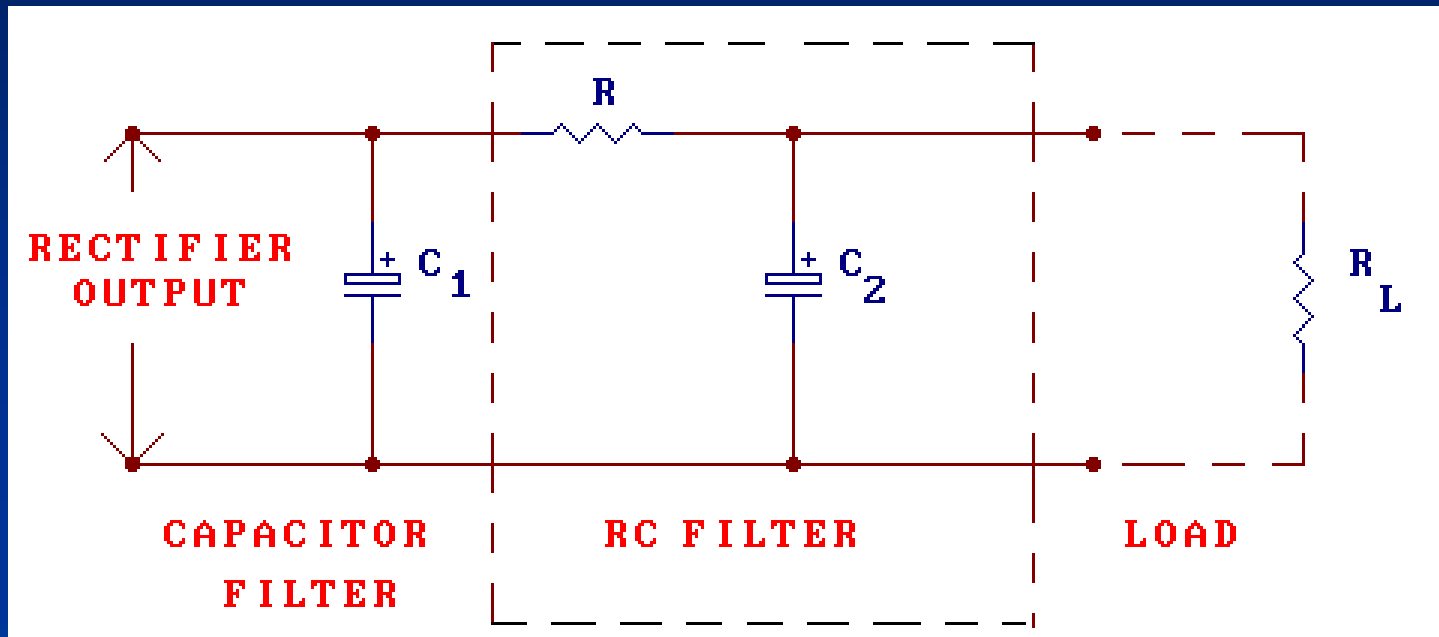 R
RECTIFIER
OUTPUT
+ C1
+ C2
RL
CAPACITOR
FILTER
RC FILTER
LOAD